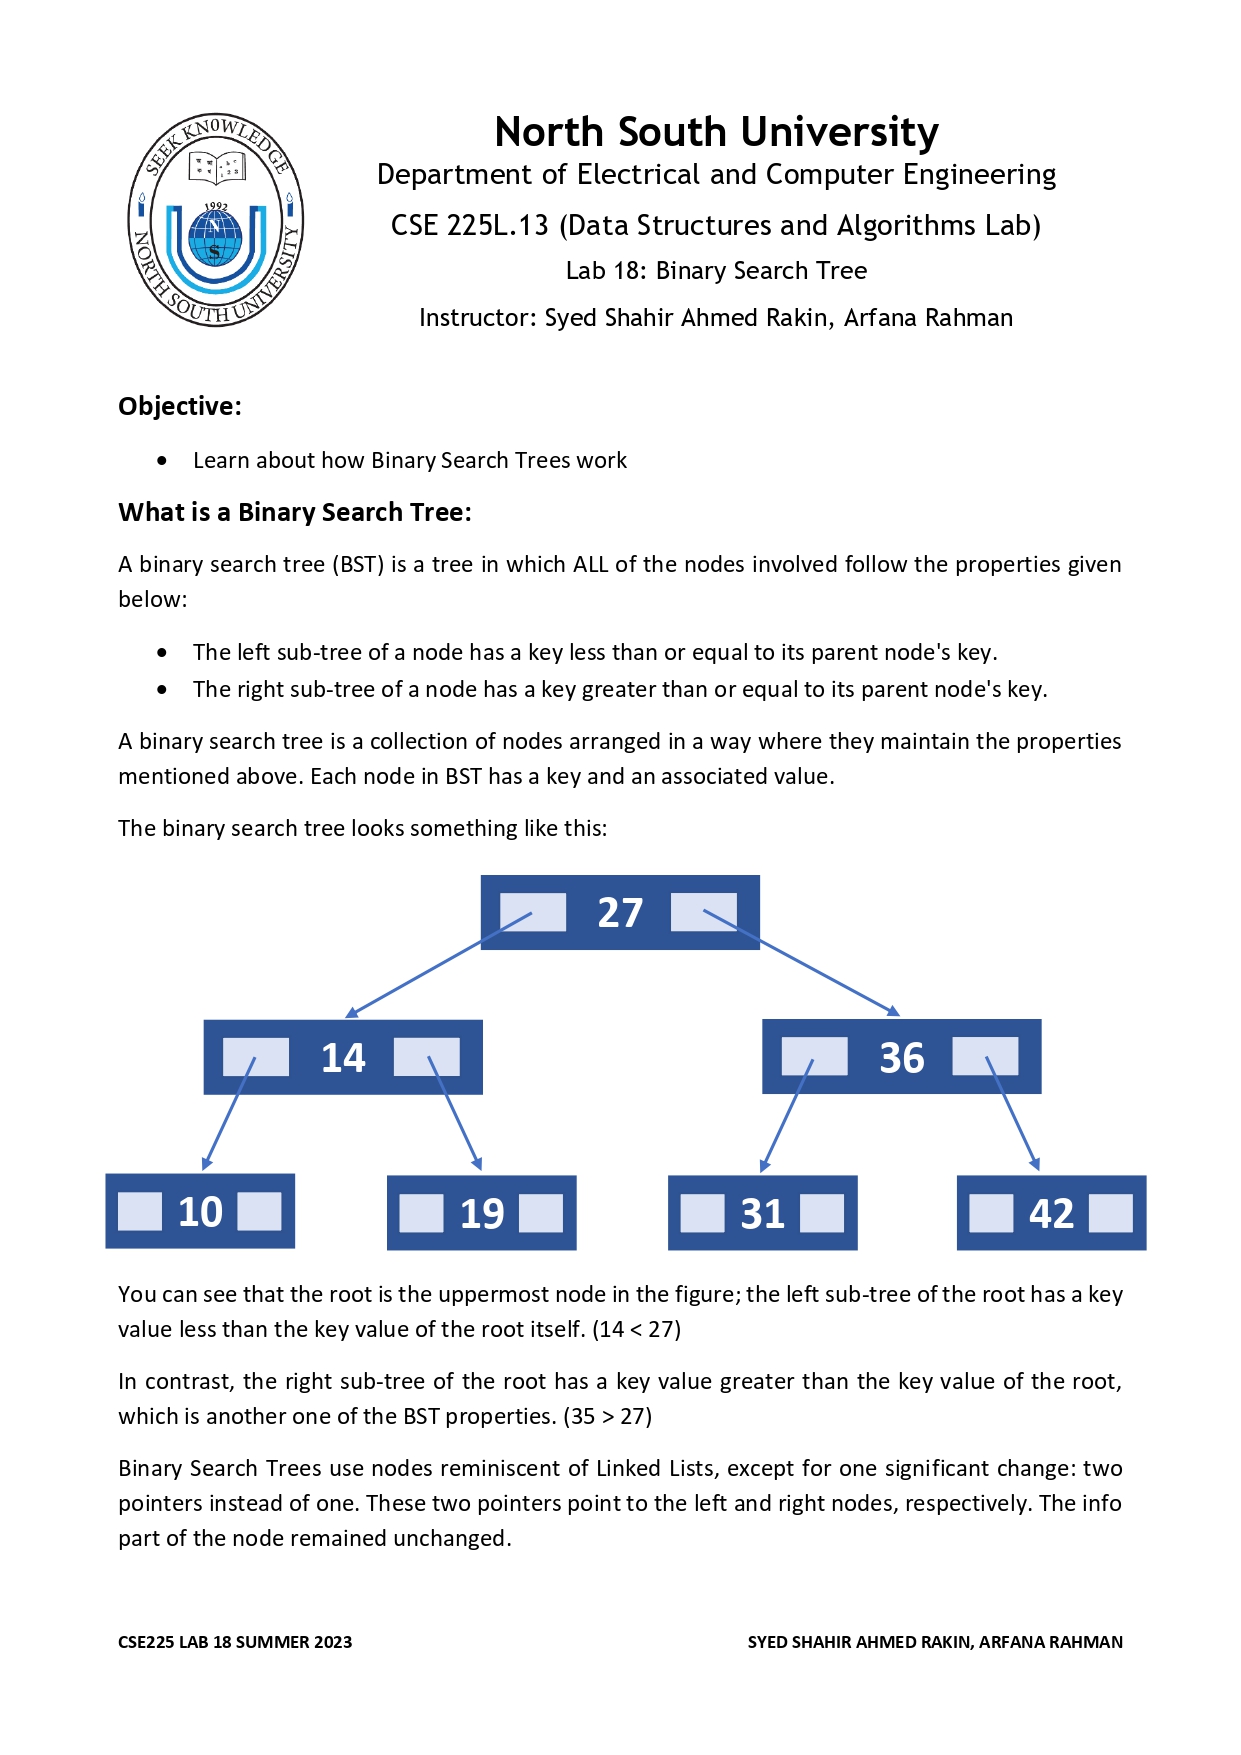 SEEK KNOWLEDGE
1992
N
S
NORTH SOUTH UNIVERSITY
North South University
Department of Electrical and Computer Engineering
CSE 225L.13 (Data Structures and Algorithms Lab)
Lab 18: Binary Search Tree
Instructor: Syed Shahir Ahmed Rakin, Arfana Rahman
Objective:
• Learn about how Binary Search Trees work
What is a Binary Search Tree:
A binary search tree (BST) is a tree in which ALL of the nodes involved follow the properties given
below:
• The left sub-tree of a node has a key less than or equal to its parent node's key.
• The right sub-tree of a node has a key greater than or equal to its parent node's key.
A binary search tree is a collection of nodes arranged in a way where they maintain the properties
mentioned above. Each node in BST has a key and an associated value.
The binary search tree looks something like this:
27
14 36
10 19 31 42
You can see that the root is the uppermost node in the figure; the left sub-tree of the root has a key
value less than the key value of the root itself. (14 < 27)
In contrast, the right sub-tree of the root has a key value greater than the key value of the root,
which is another one of the BST properties. (35 > 27)
Binary Search Trees use nodes reminiscent of Linked Lists, except for one significant change: two
pointers instead of one. These two pointers point to the left and right nodes, respectively. The info
part of the node remained unchanged.
CSE225 LAB 18 SUMMER 2023 SYED SHAHIR AHMED RAKIN, ARFANA RAHMAN